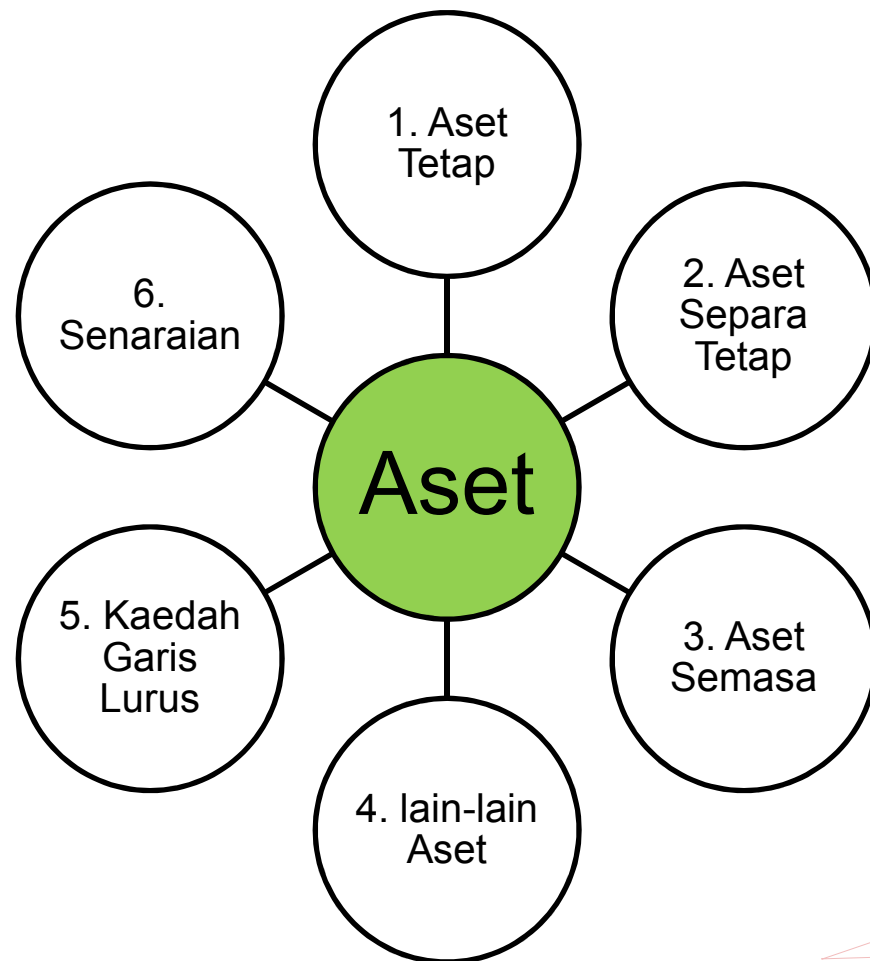 1. Aset
Tetap
2. Aset
Separa
Tetap
3. Aset
Semasa
4. lain-lain
Aset
5. Kaedah
Garis
Lurus
6.
Senaraian
Aset